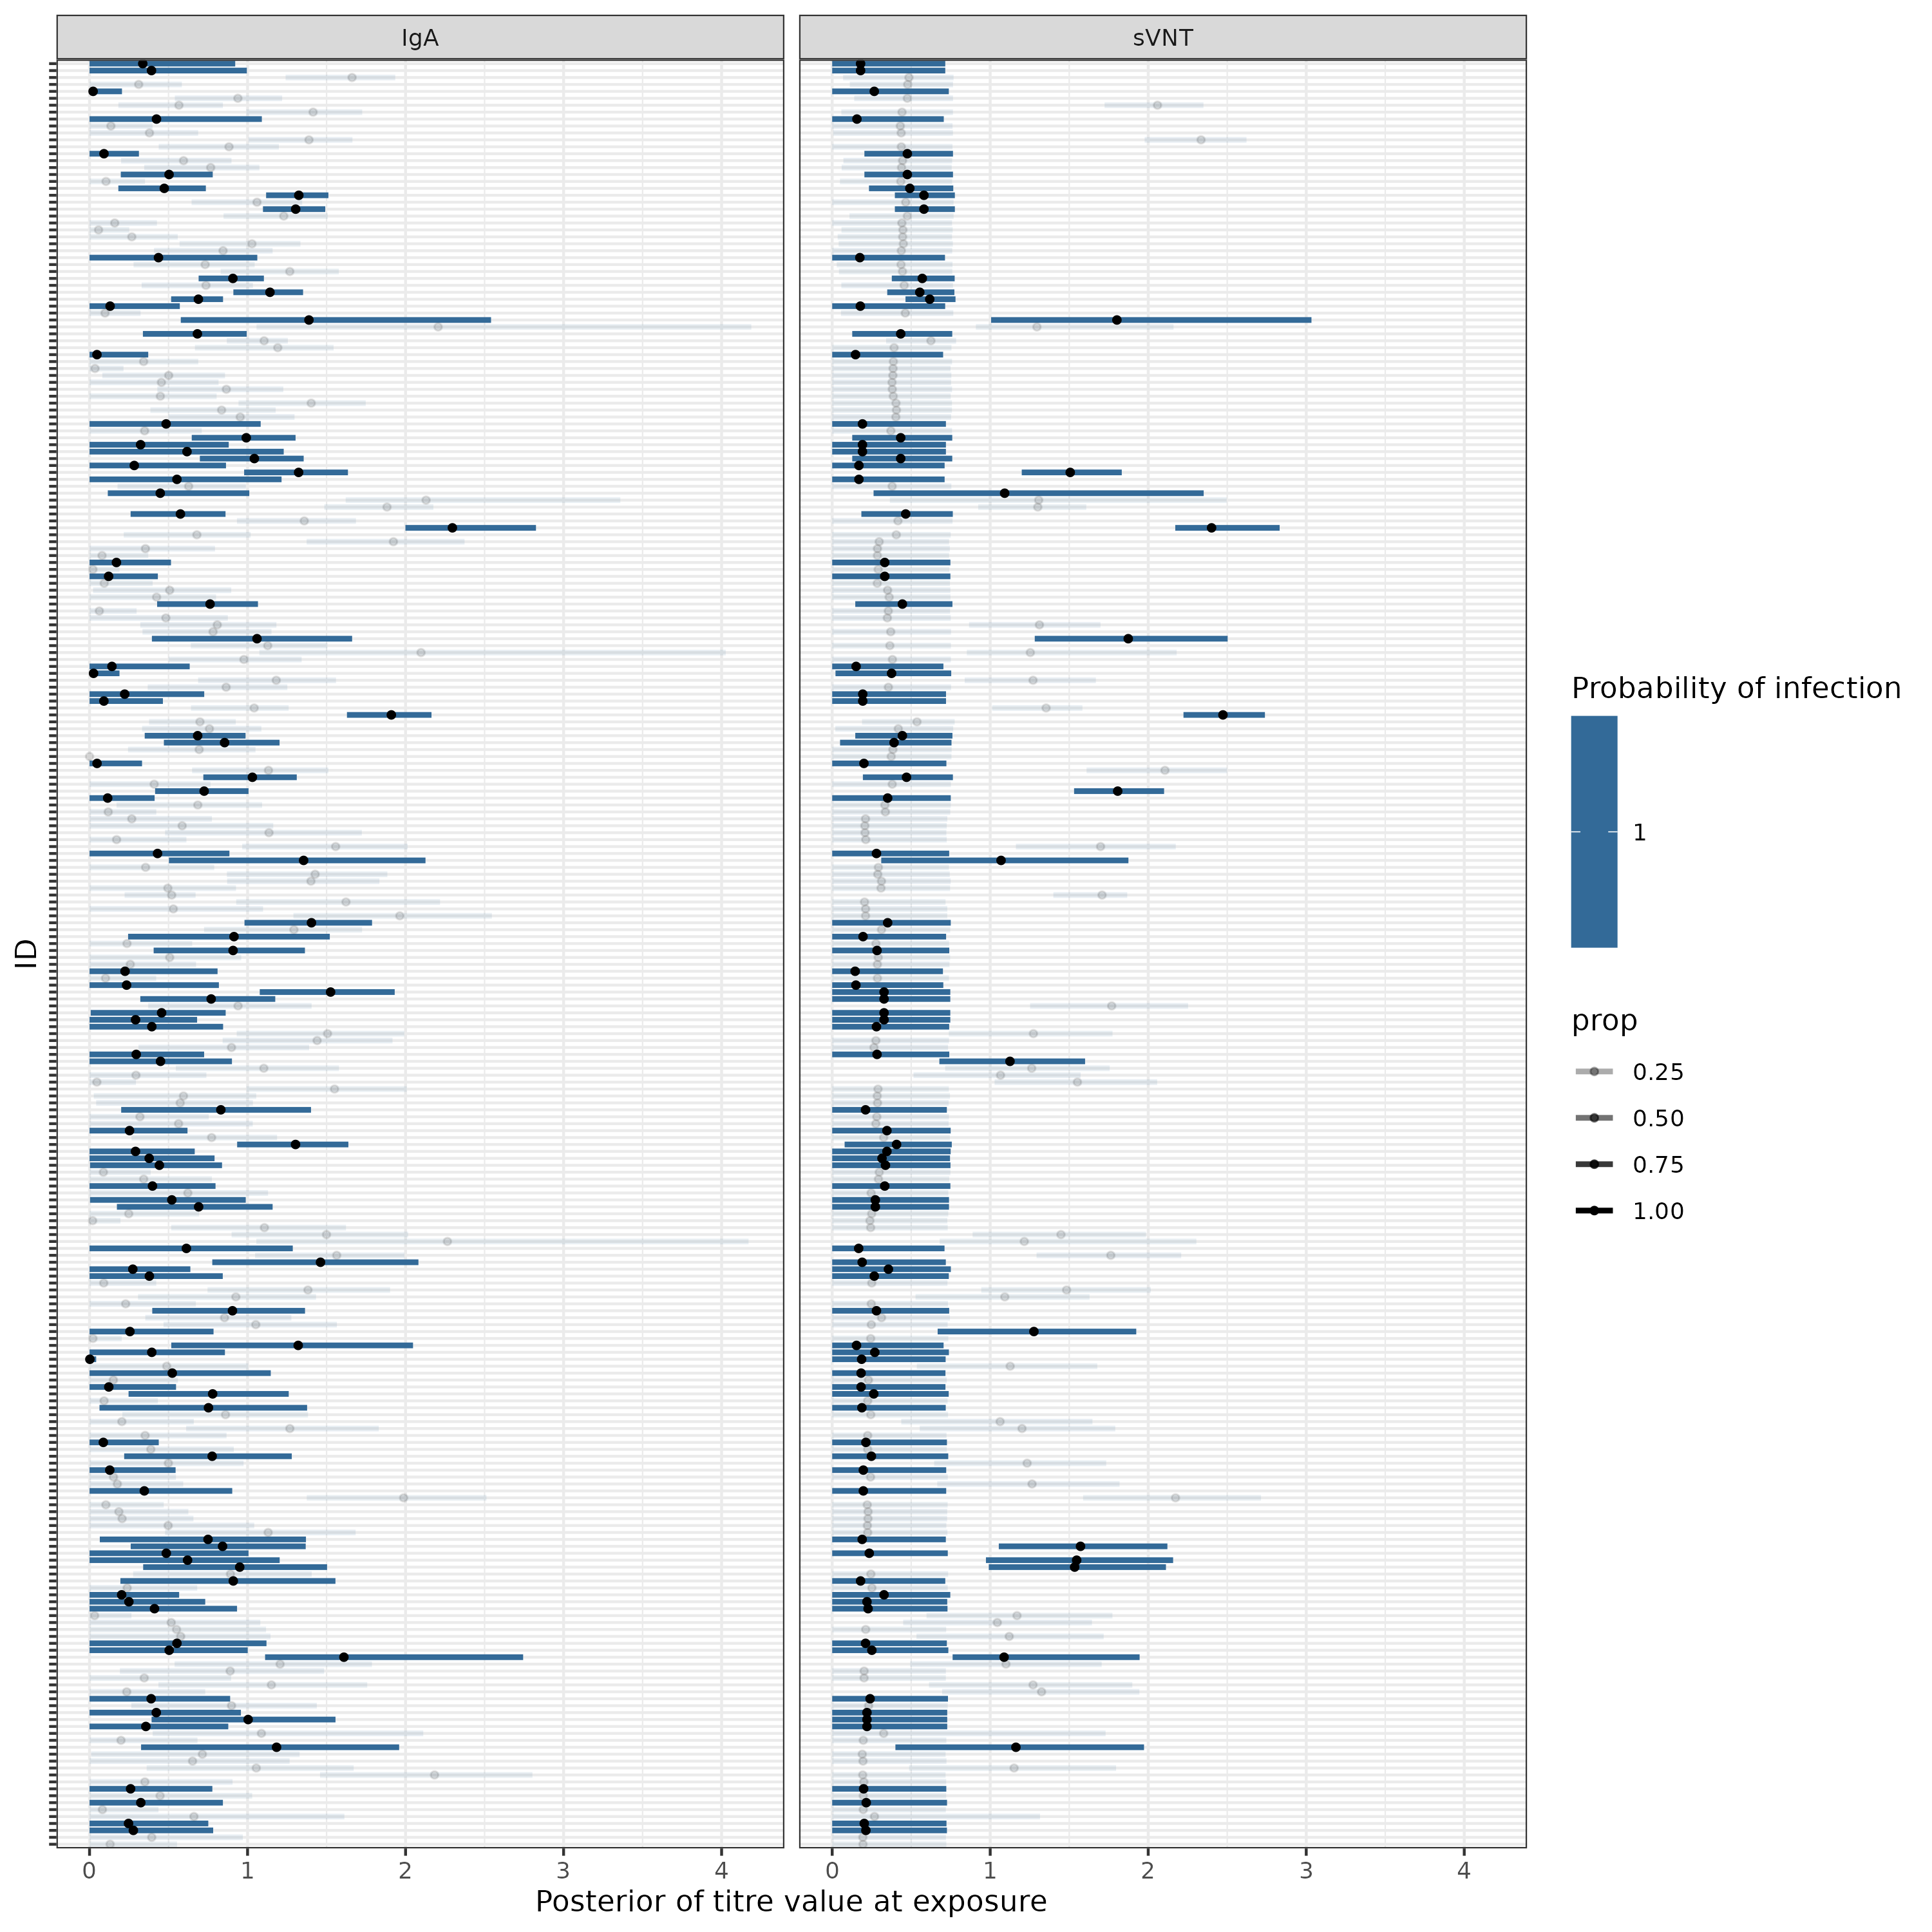 IgA
sVNT
ID
0 1 2 3 4
0 1 2 3 4
Posterior of titre value at exposure
Probability of infection
1
prop
0.25
0.50
0.75
1.00